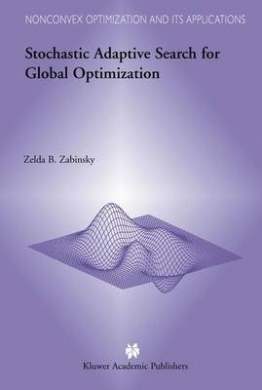 NONCONVEX OPTIMIZATION AND ITS APPLICATIONS
Stochastic Adaptive Search for
Global Optimization
Zelda B. Zabinsky
Kluwer Academic Publishers